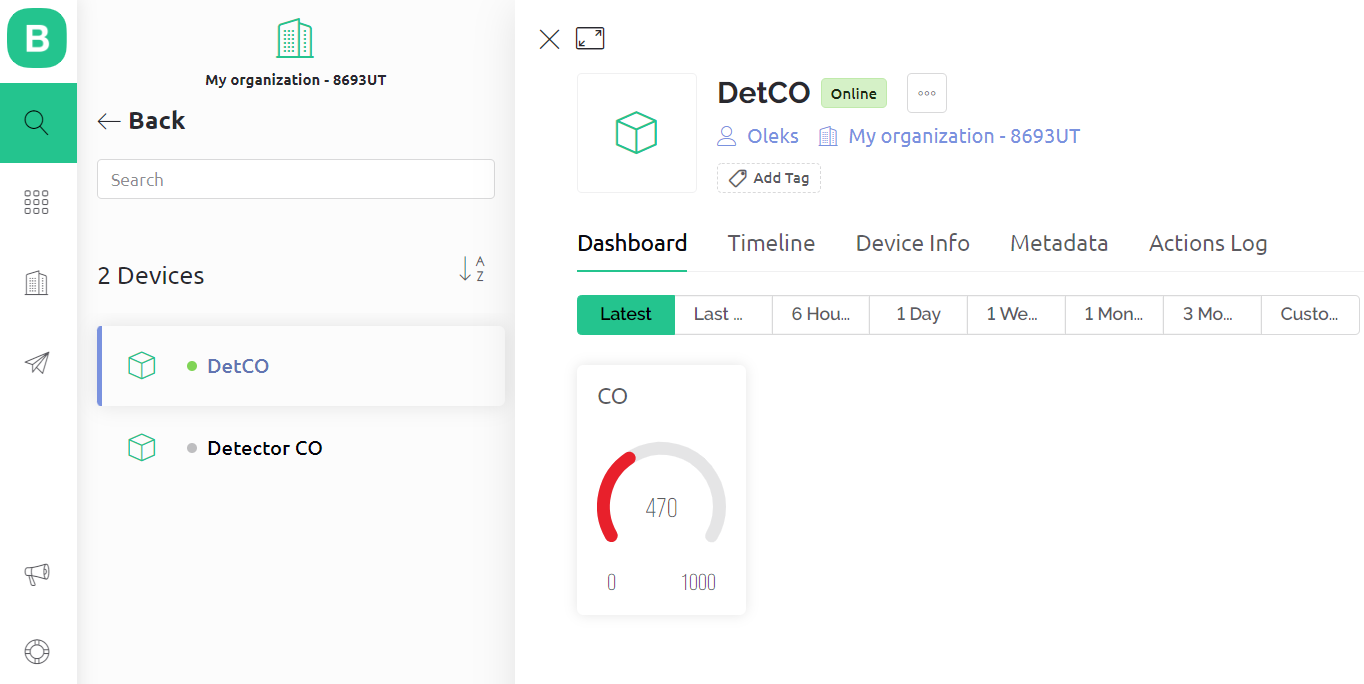 B
My organization - 8693UT
Back
Search
2 Devices
A
Z
DetCO
Detector CO
DetCO Online
Oleks My organization - 8693UT
Add Tag
Dashboard Timeline Device Info Metadata Actions Log
Latest Last ... 6 Hou... 1 Day 1 We... 1 Mon... 3 Mo... Custo...
CO
470
0 1000